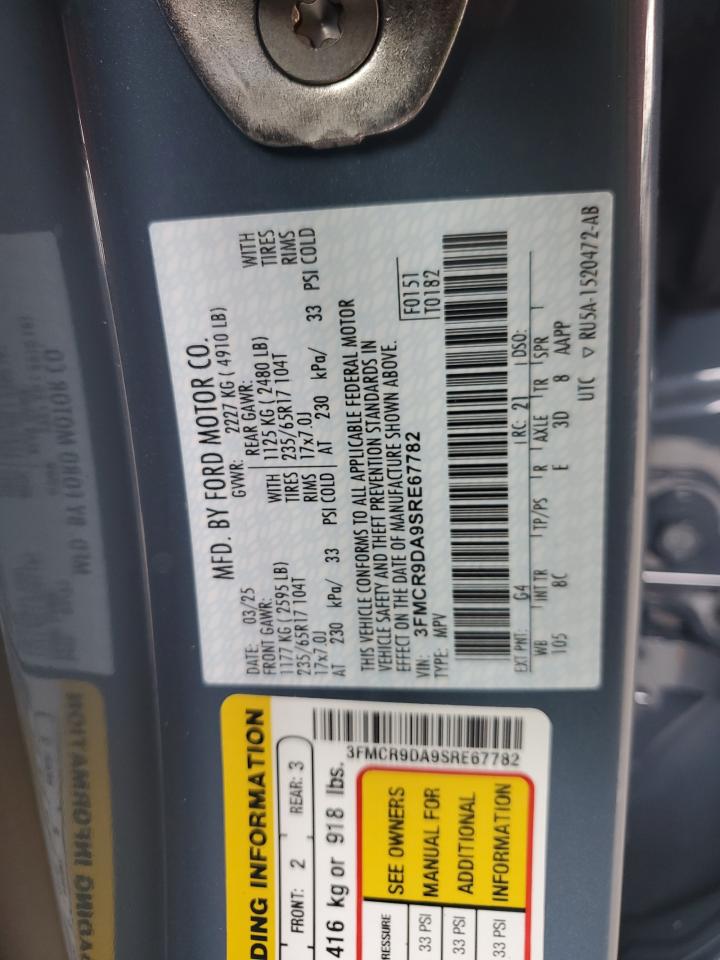 MFD. BY FORD MOTOR CO.
DATE: 03/25 GVWR: 2227 KG ( 4910 LB)
FRONT GAWR: REAR GAWR:
1177 KG ( 2595 LB) WITH 1125 KG ( 2480 LB) WITH
235/65R17 104T TIRES 235/65R17 104T TIRES
17x7.0J RIMS 17x7.0J RIMS
AT 230 kPa/ 33 PSI COLD AT 230 kPa/ 33 PSI COLD
THIS VEHICLE CONFORMS TO ALL APPLICABLE FEDERAL MOTOR
VEHICLE SAFETY AND THEFT PREVENTION STANDARDS IN
EFFECT ON THE DATE OF MANUFACTURE SHOWN ABOVE.
VIN: 3FMCR9DA9SRE67782
TYPE: MPV
F0151
T0182
EXT PNT: G4 RC: 21 DSO:
WB INT TR TP/PS R AXLE TR SPR
105 8C E 3D 8 AAPP
UTC ▽ RU5A-1520472-AB
DING INFORMATION
FRONT: 2 REAR: 3
416 kg or 918 lbs.
3FMCR9DA9SRE67782
RESSURE
33 PSI
33 PSI
33 PSI
SEE OWNERS
MANUAL FOR
ADDITIONAL
INFORMATION